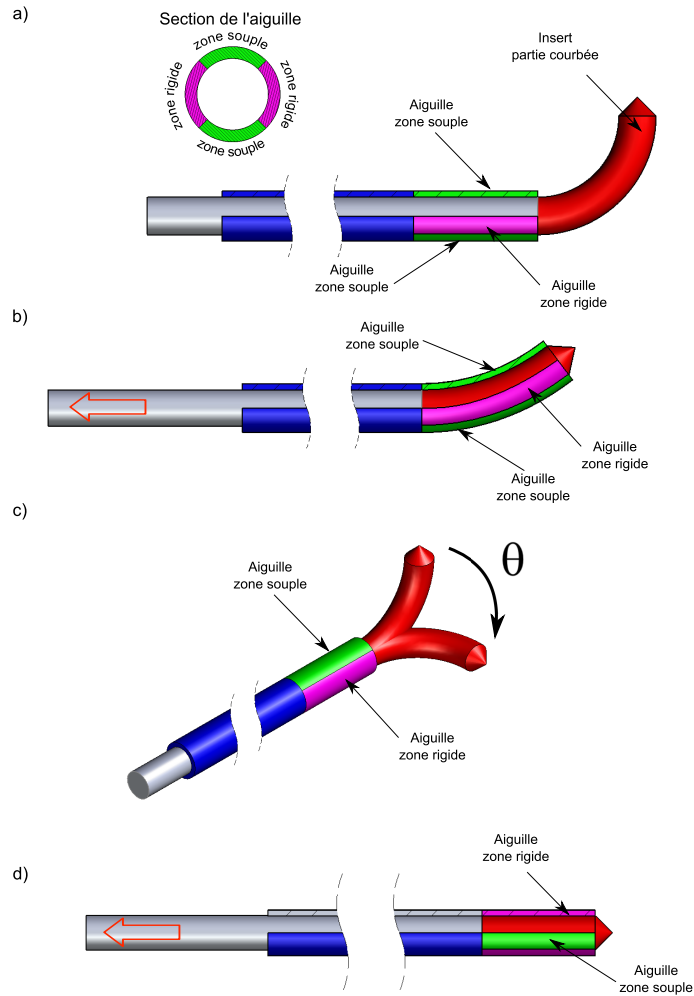 a)
Section de l'aiguille
zone souple
zone rigide
zone rigide
zone souple
Insert
partie courbée
Aiguille
zone souple
Aiguille
zone souple
Aiguille
zone rigide
b)
Aiguille
zone souple
Aiguille
zone rigide
Aiguille
zone souple
c)
Aiguille
zone souple
θ
Aiguille
zone rigide
d)
Aiguille
zone rigide
Aiguille
zone souple